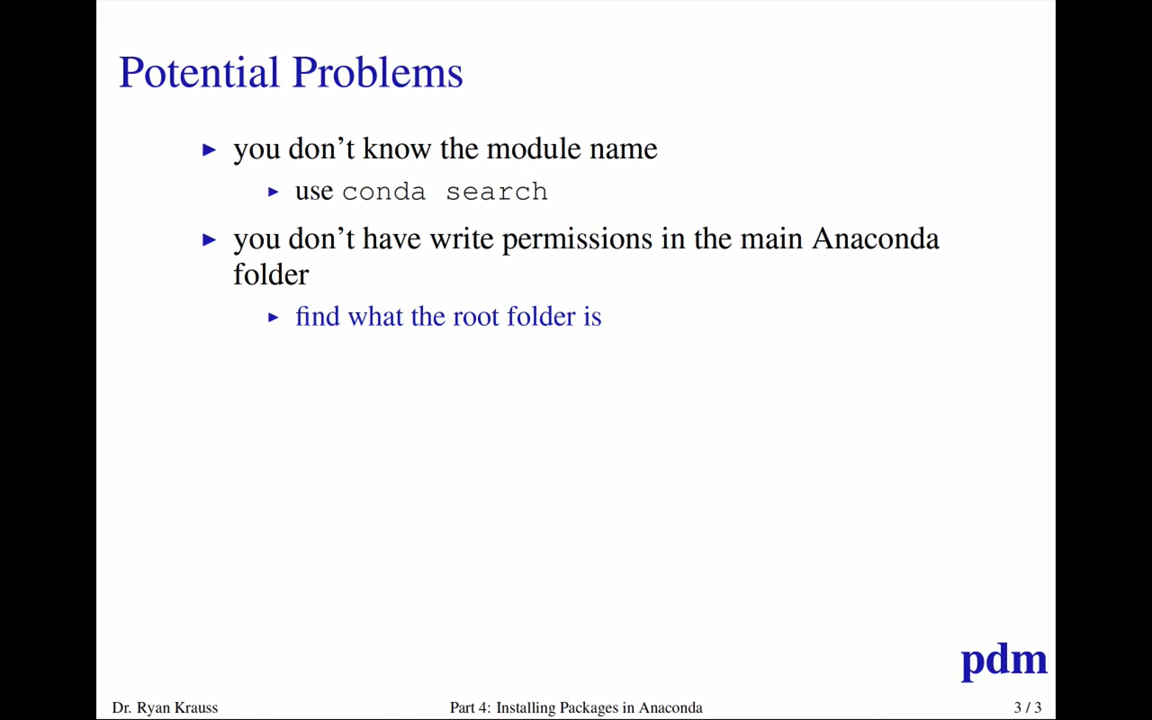 Potential Problems
▶ you don't know the module name
▶ use conda search
▶ you don't have write permissions in the main Anaconda
folder
▶ find what the root folder is
pdm
Dr. Ryan Krauss Part 4: Installing Packages in Anaconda 3 / 3